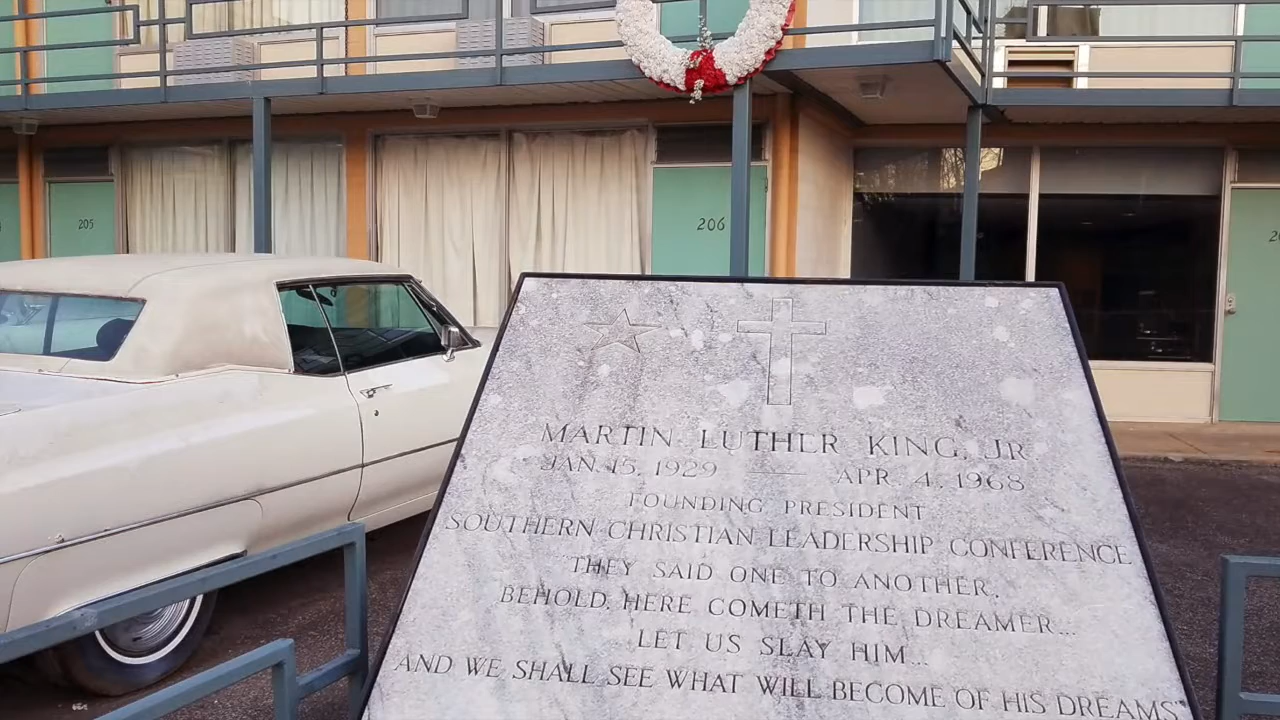 205
206
MARTIN LUTHER KING, JR
JAN. 15, 1929 — APR. 4, 1968
FOUNDING PRESIDENT
SOUTHERN CHRISTIAN LEADERSHIP CONFERENCE
"THEY SAID ONE TO ANOTHER,
BEHOLD, HERE COMETH THE DREAMER...
LET US SLAY HIM...
AND WE SHALL SEE WHAT WILL BECOME OF HIS DREAMS"